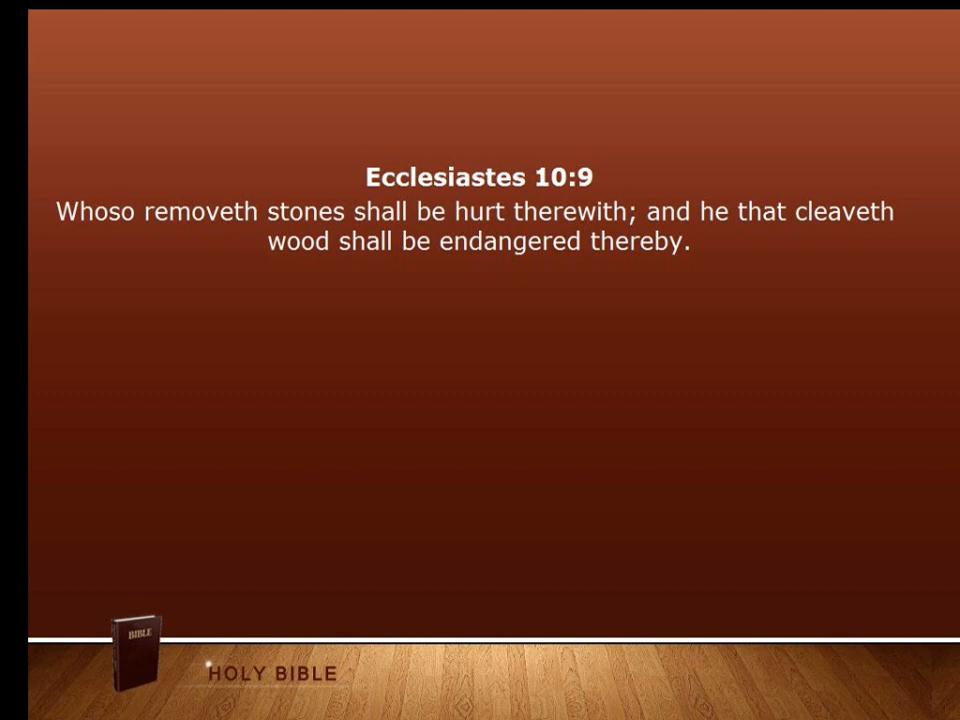 Ecclesiastes 10:9
Whoso removeth stones shall be hurt therewith; and he that cleaveth
wood shall be endangered thereby.
BIBLE
HOLY BIBLE